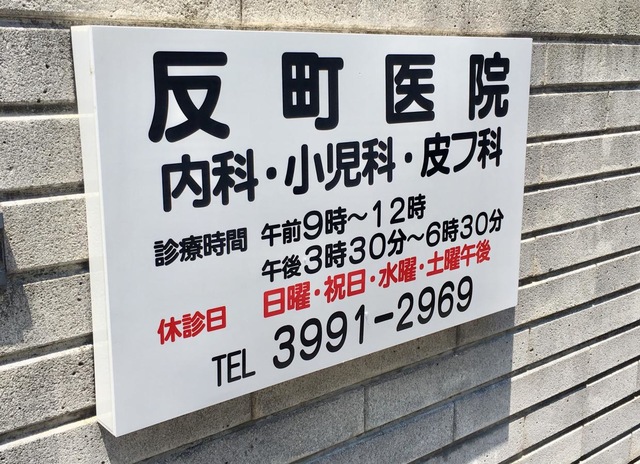 反町医院
内科・小児科・皮フ科
診療時間 午前9時～12時
午後3時30分～6時30分
休診日 日曜・祝日・水曜・土曜午後
TEL 3991-2969